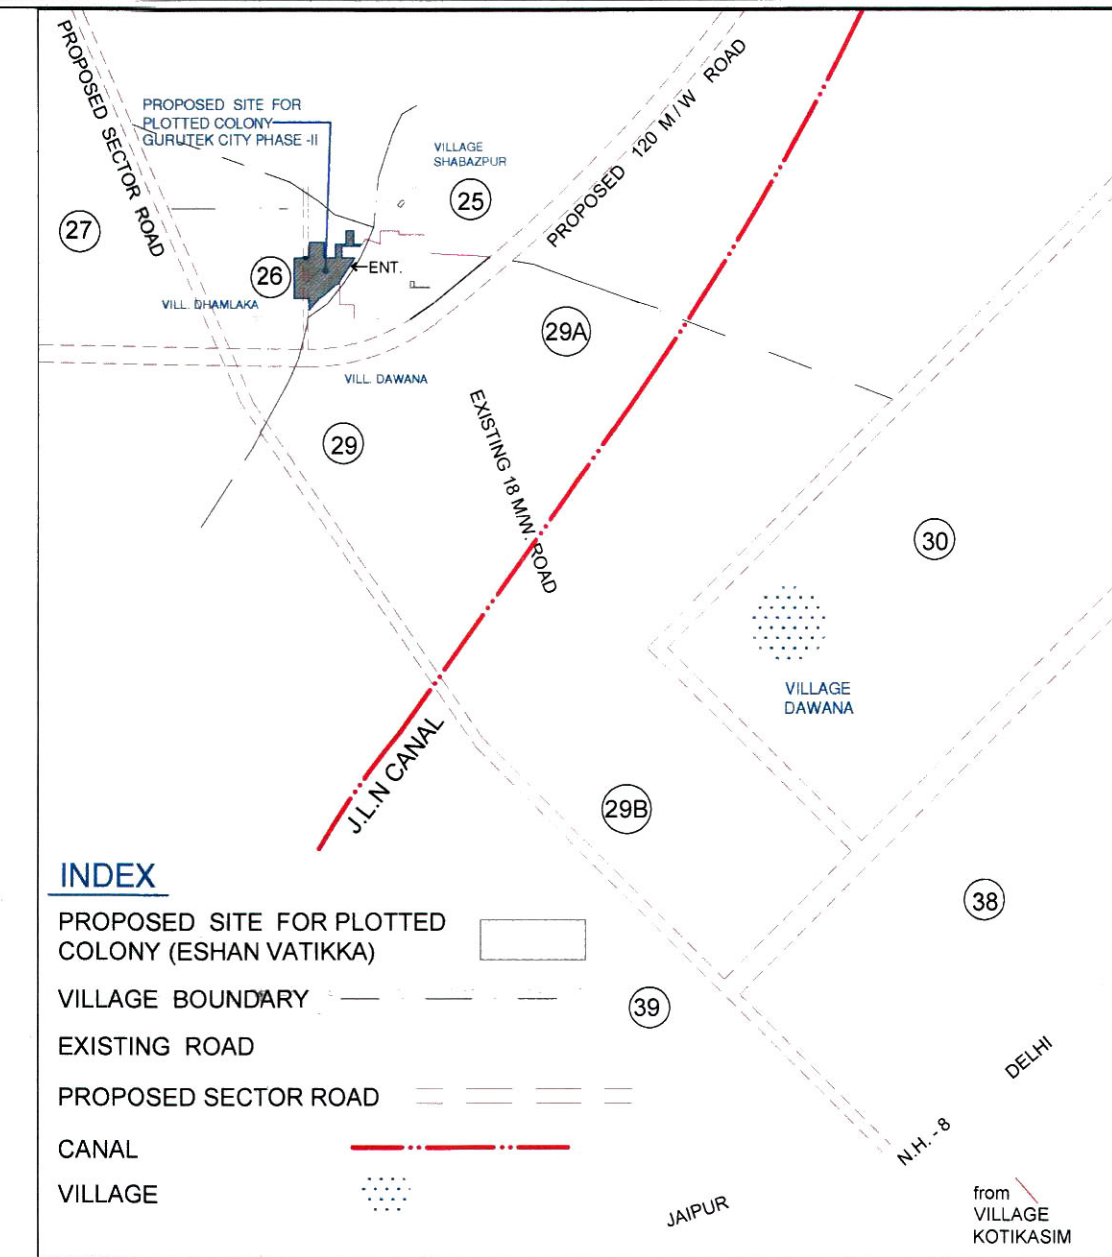 PROPOSED SECTOR ROAD
PROPOSED SITE FOR
PLOTTED COLONY
GURUTEK CITY PHASE -II
VILLAGE
SHABAZPUR
PROPOSED 120 M/W ROAD
25
27
26
ENT.
VILL. DHAMLAKA
29A
VILL. DAWANA
29
EXISTING 18 M/W. ROAD
30
VILLAGE
DAWANA
J.L.N CANAL
29B
38
39
DELHI
N.H. - 8
JAIPUR
from
VILLAGE
KOTIKASIM
INDEX
PROPOSED SITE FOR PLOTTED
COLONY (ESHAN VATIKKA)
VILLAGE BOUNDARY
EXISTING ROAD
PROPOSED SECTOR ROAD
CANAL
VILLAGE